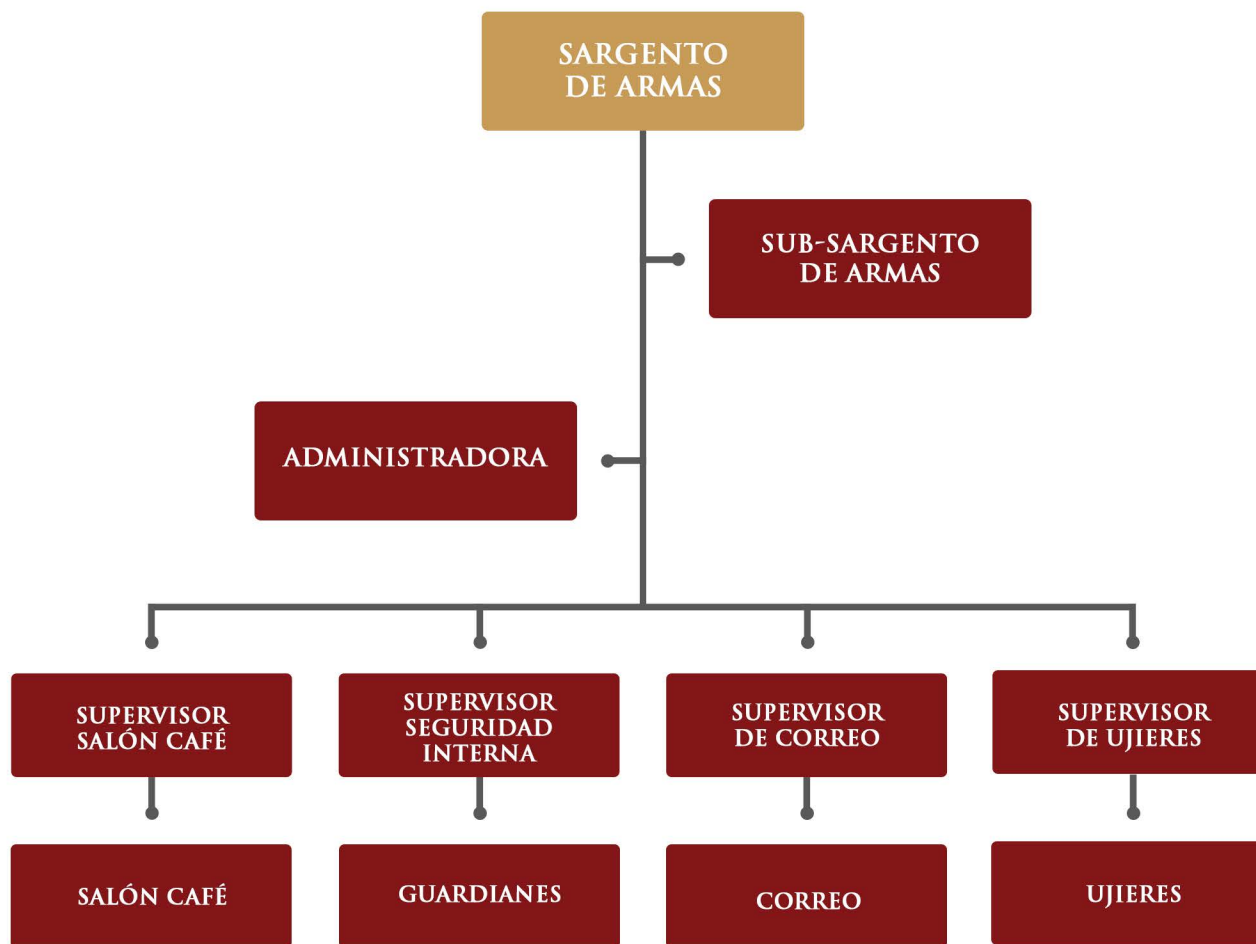 SARGENTO
DE ARMAS
SUB-SARGENTO
DE ARMAS
ADMINISTRADORA
SUPERVISOR
SALÓN CAFÉ
SUPERVISOR
SEGURIDAD
INTERNA
SUPERVISOR
DE CORREO
SUPERVISOR
DE UJIERES
SALÓN CAFÉ
GUARDIANES
CORREO
UJIERES